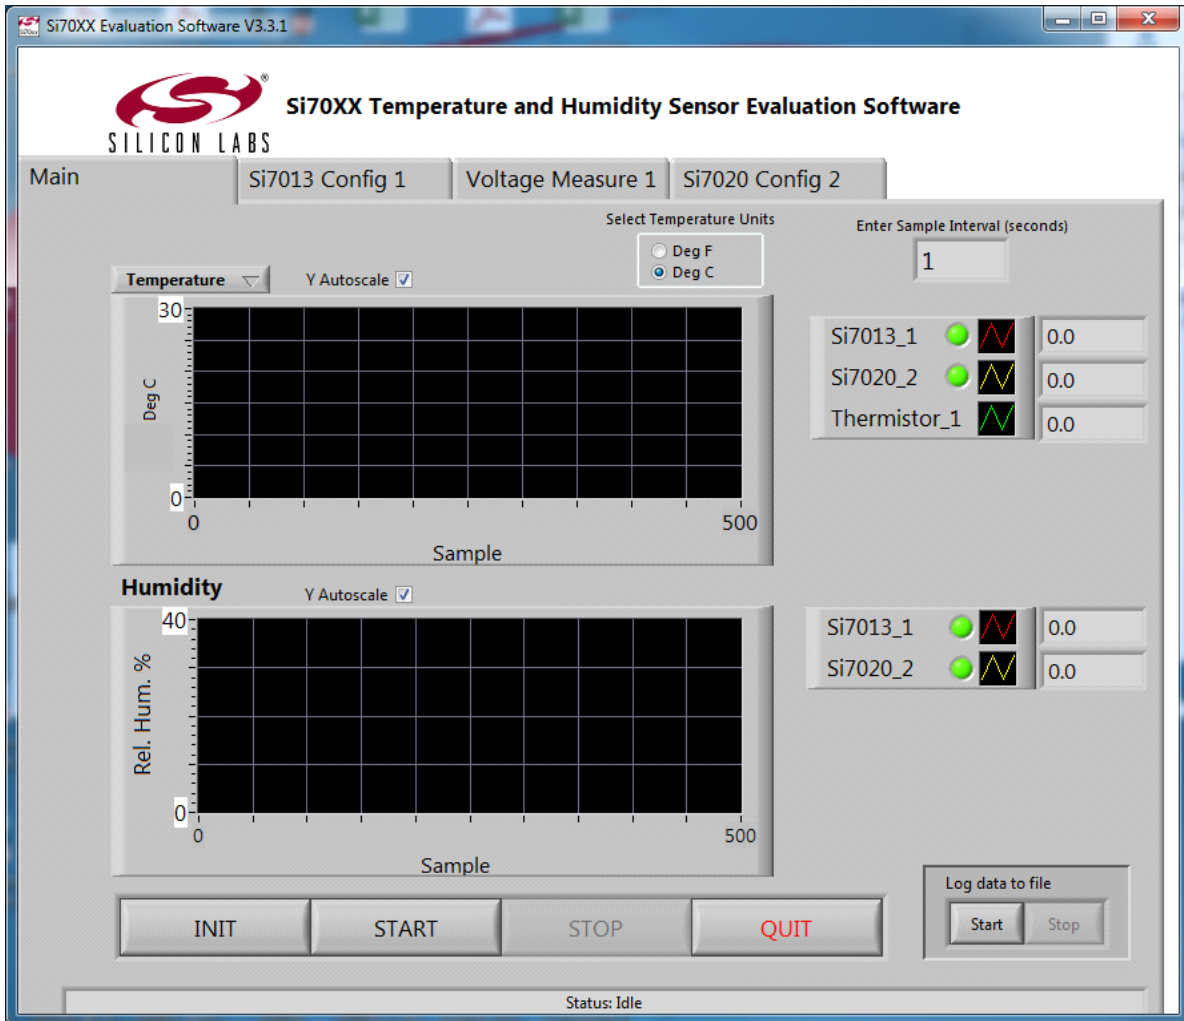 Si70XX Evaluation Software V3.3.1
SILICON LABS®
Si70XX Temperature and Humidity Sensor Evaluation Software
Main
Si7013 Config 1
Voltage Measure 1
Si7020 Config 2
Select Temperature Units
Deg F
Deg C
Enter Sample Interval (seconds)
1
Temperature
Y Autoscale
30
Deg C
0
0
500
Sample
Si7013_1
0.0
Si7020_2
0.0
Thermistor_1
0.0
Humidity
Y Autoscale
40
Rel. Hum. %
0
0
500
Sample
Si7013_1
0.0
Si7020_2
0.0
INIT
START
STOP
QUIT
Log data to file
Start
Stop
Status: Idle